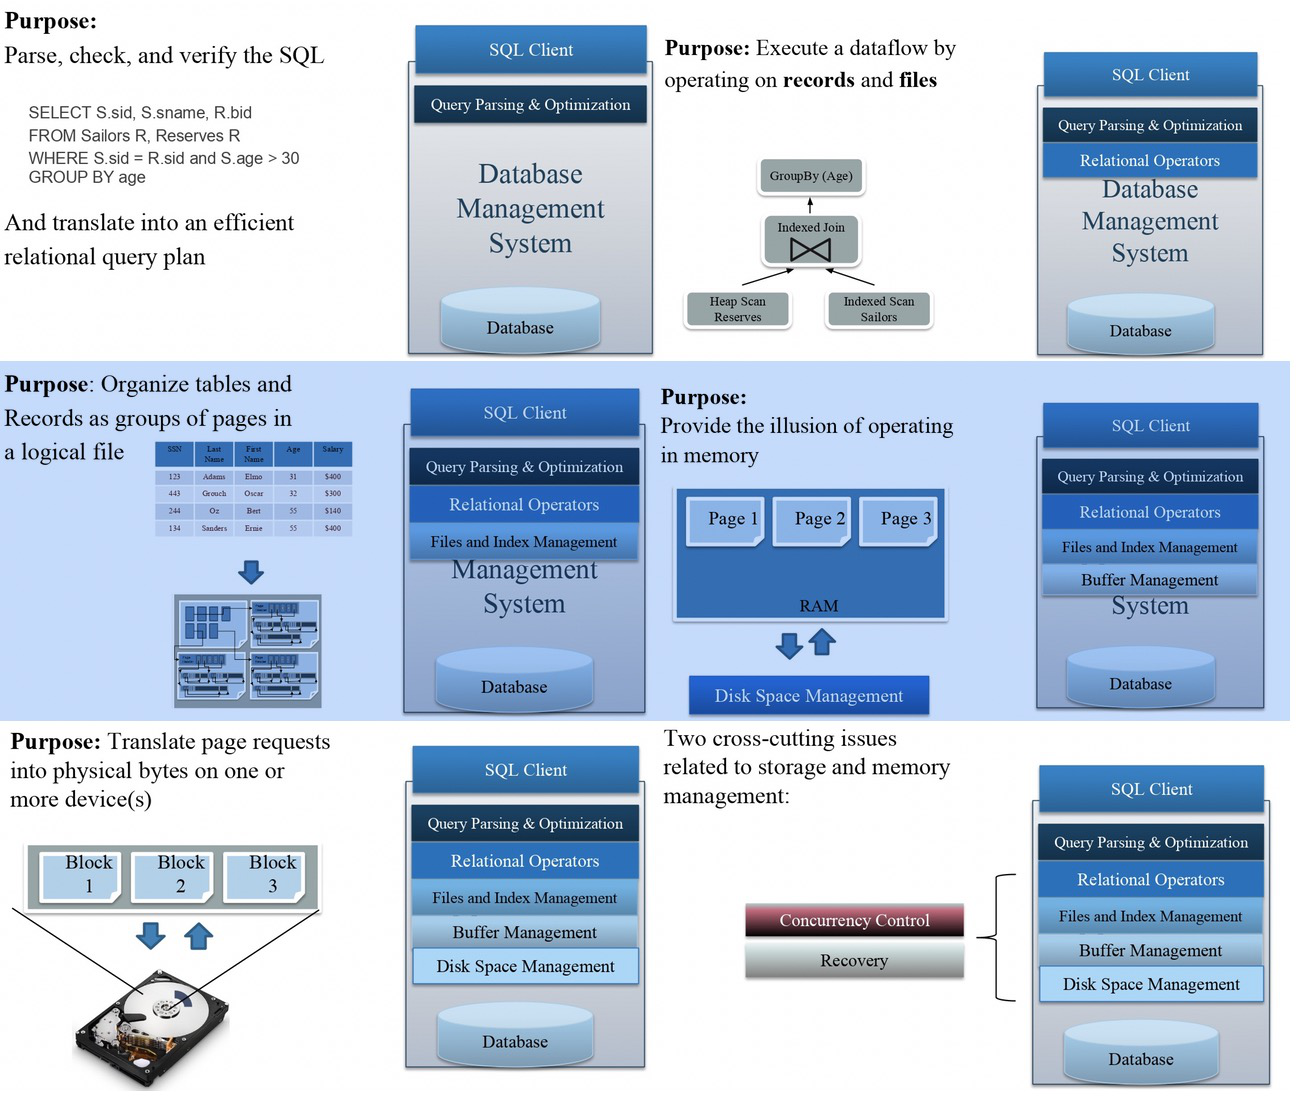 Purpose:
Parse, check, and verify the SQL
SELECT S.sid, S.sname, R.bid
FROM Sailors R, Reserves R
WHERE S.sid = R.sid and S.age > 30
GROUP BY age
And translate into an efficient
relational query plan
SQL Client
Query Parsing & Optimization
Database
Management
System
Database
Purpose: Execute a dataflow by
operating on records and files
GroupBy (Age)
Indexed Join
Heap Scan
Reserves
Indexed Scan
Sailors
SQL Client
Query Parsing & Optimization
Relational Operators
Database
Management
System
Database
Purpose: Organize tables and
Records as groups of pages in
a logical file
SSN Last Name First Name Age Salary
123 Adams Elmo 31 $400
443 Grouch Oscar 32 $300
244 Oz Bert 55 $140
134 Sanders Ernie 55 $400
SQL Client
Query Parsing & Optimization
Relational Operators
Files and Index Management
Management
System
Database
Purpose:
Provide the illusion of operating
in memory
Page 1 Page 2 Page 3
RAM
Disk Space Management
SQL Client
Query Parsing & Optimization
Relational Operators
Files and Index Management
Buffer Management
System
Database
Purpose: Translate page requests
into physical bytes on one or
more device(s)
Block 1 Block 2 Block 3
SQL Client
Query Parsing & Optimization
Relational Operators
Files and Index Management
Buffer Management
Disk Space Management
Database
Two cross-cutting issues
related to storage and memory
management:
Concurrency Control
Recovery
SQL Client
Query Parsing & Optimization
Relational Operators
Files and Index Management
Buffer Management
Disk Space Management
Database